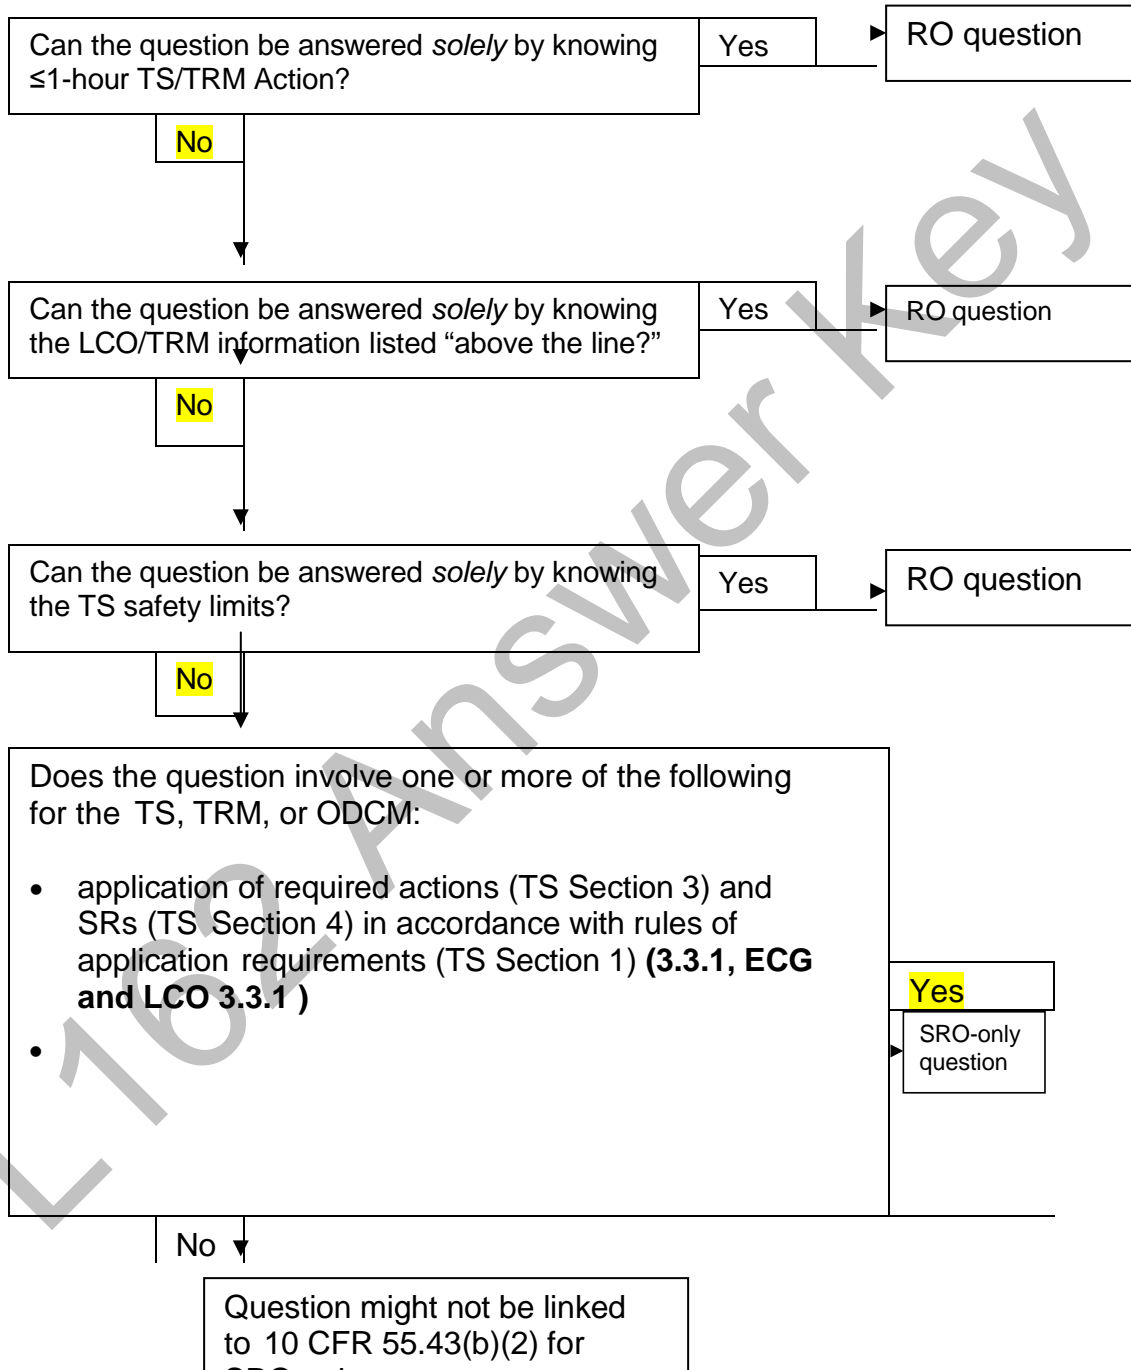 Can the question be answered solely by knowing
≤1-hour TS/TRM Action?
Yes
RO question
No
Can the question be answered solely by knowing
the LCO/TRM information listed “above the line?”
Yes
RO question
No
Can the question be answered solely by knowing
the TS safety limits?
Yes
RO question
No
Does the question involve one or more of the following
for the TS, TRM, or ODCM:
• application of required actions (TS Section 3) and
SRs (TS Section 4) in accordance with rules of
application requirements (TS Section 1) (3.3.1, ECG
and LCO 3.3.1 )
•
Yes
SRO-only
question
No
Question might not be linked
to 10 CFR 55.43(b)(2) for
L162 Answer Key